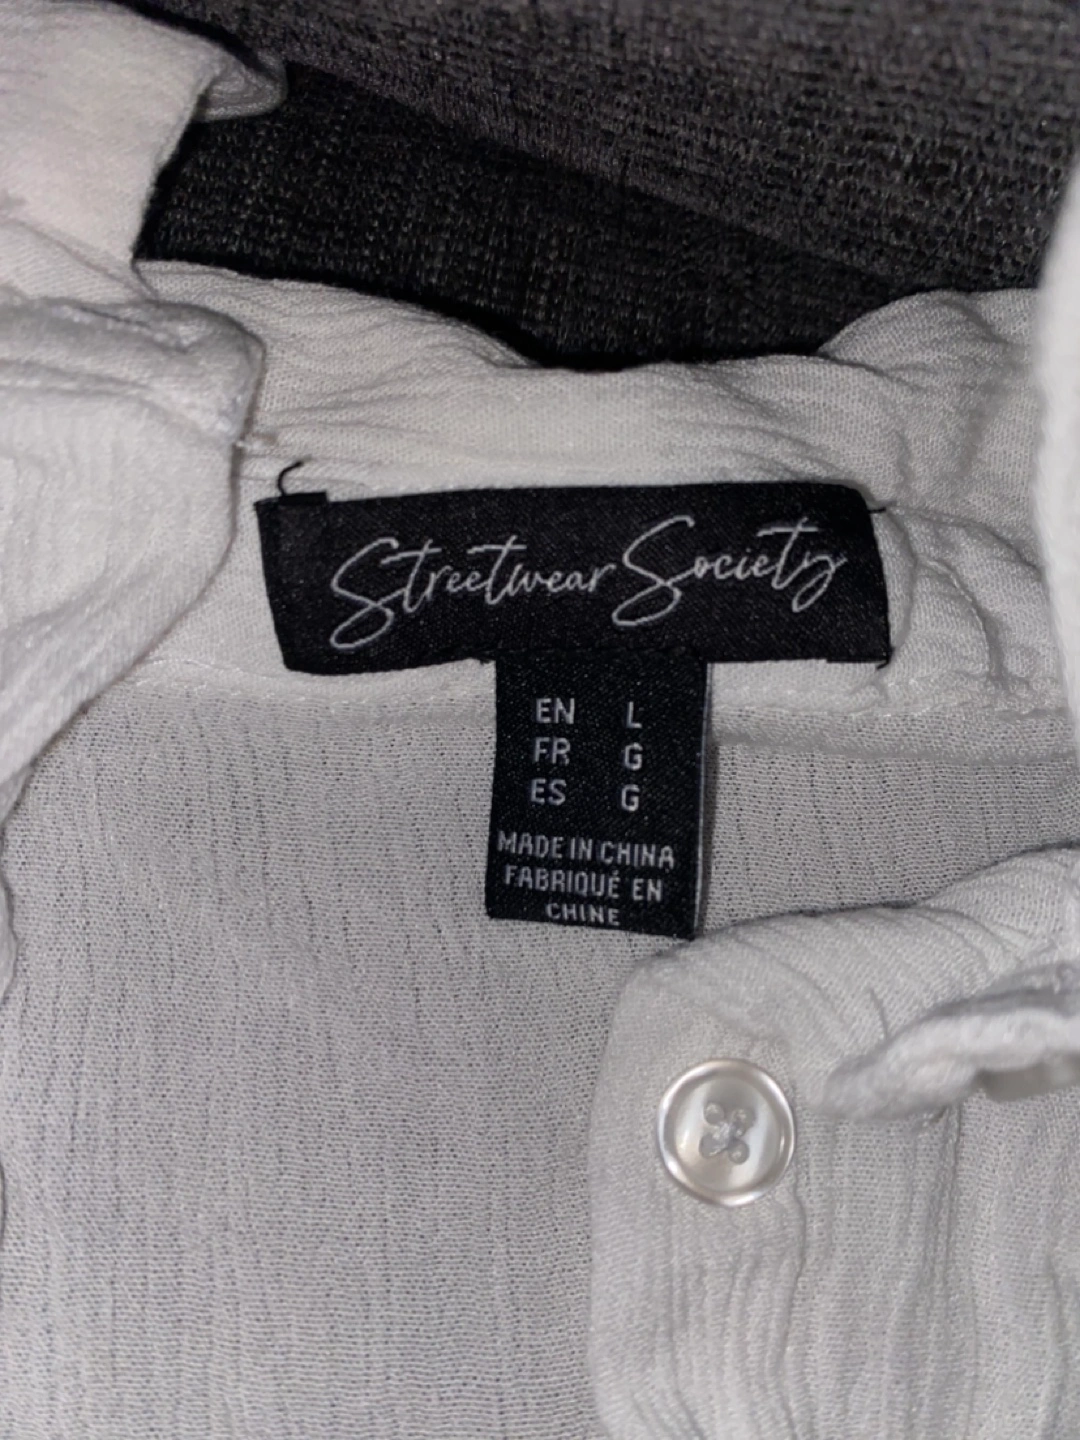 Streetwear Society
EN L
FR G
ES G
MADE IN CHINA
FABRIQUÉ EN
CHINE